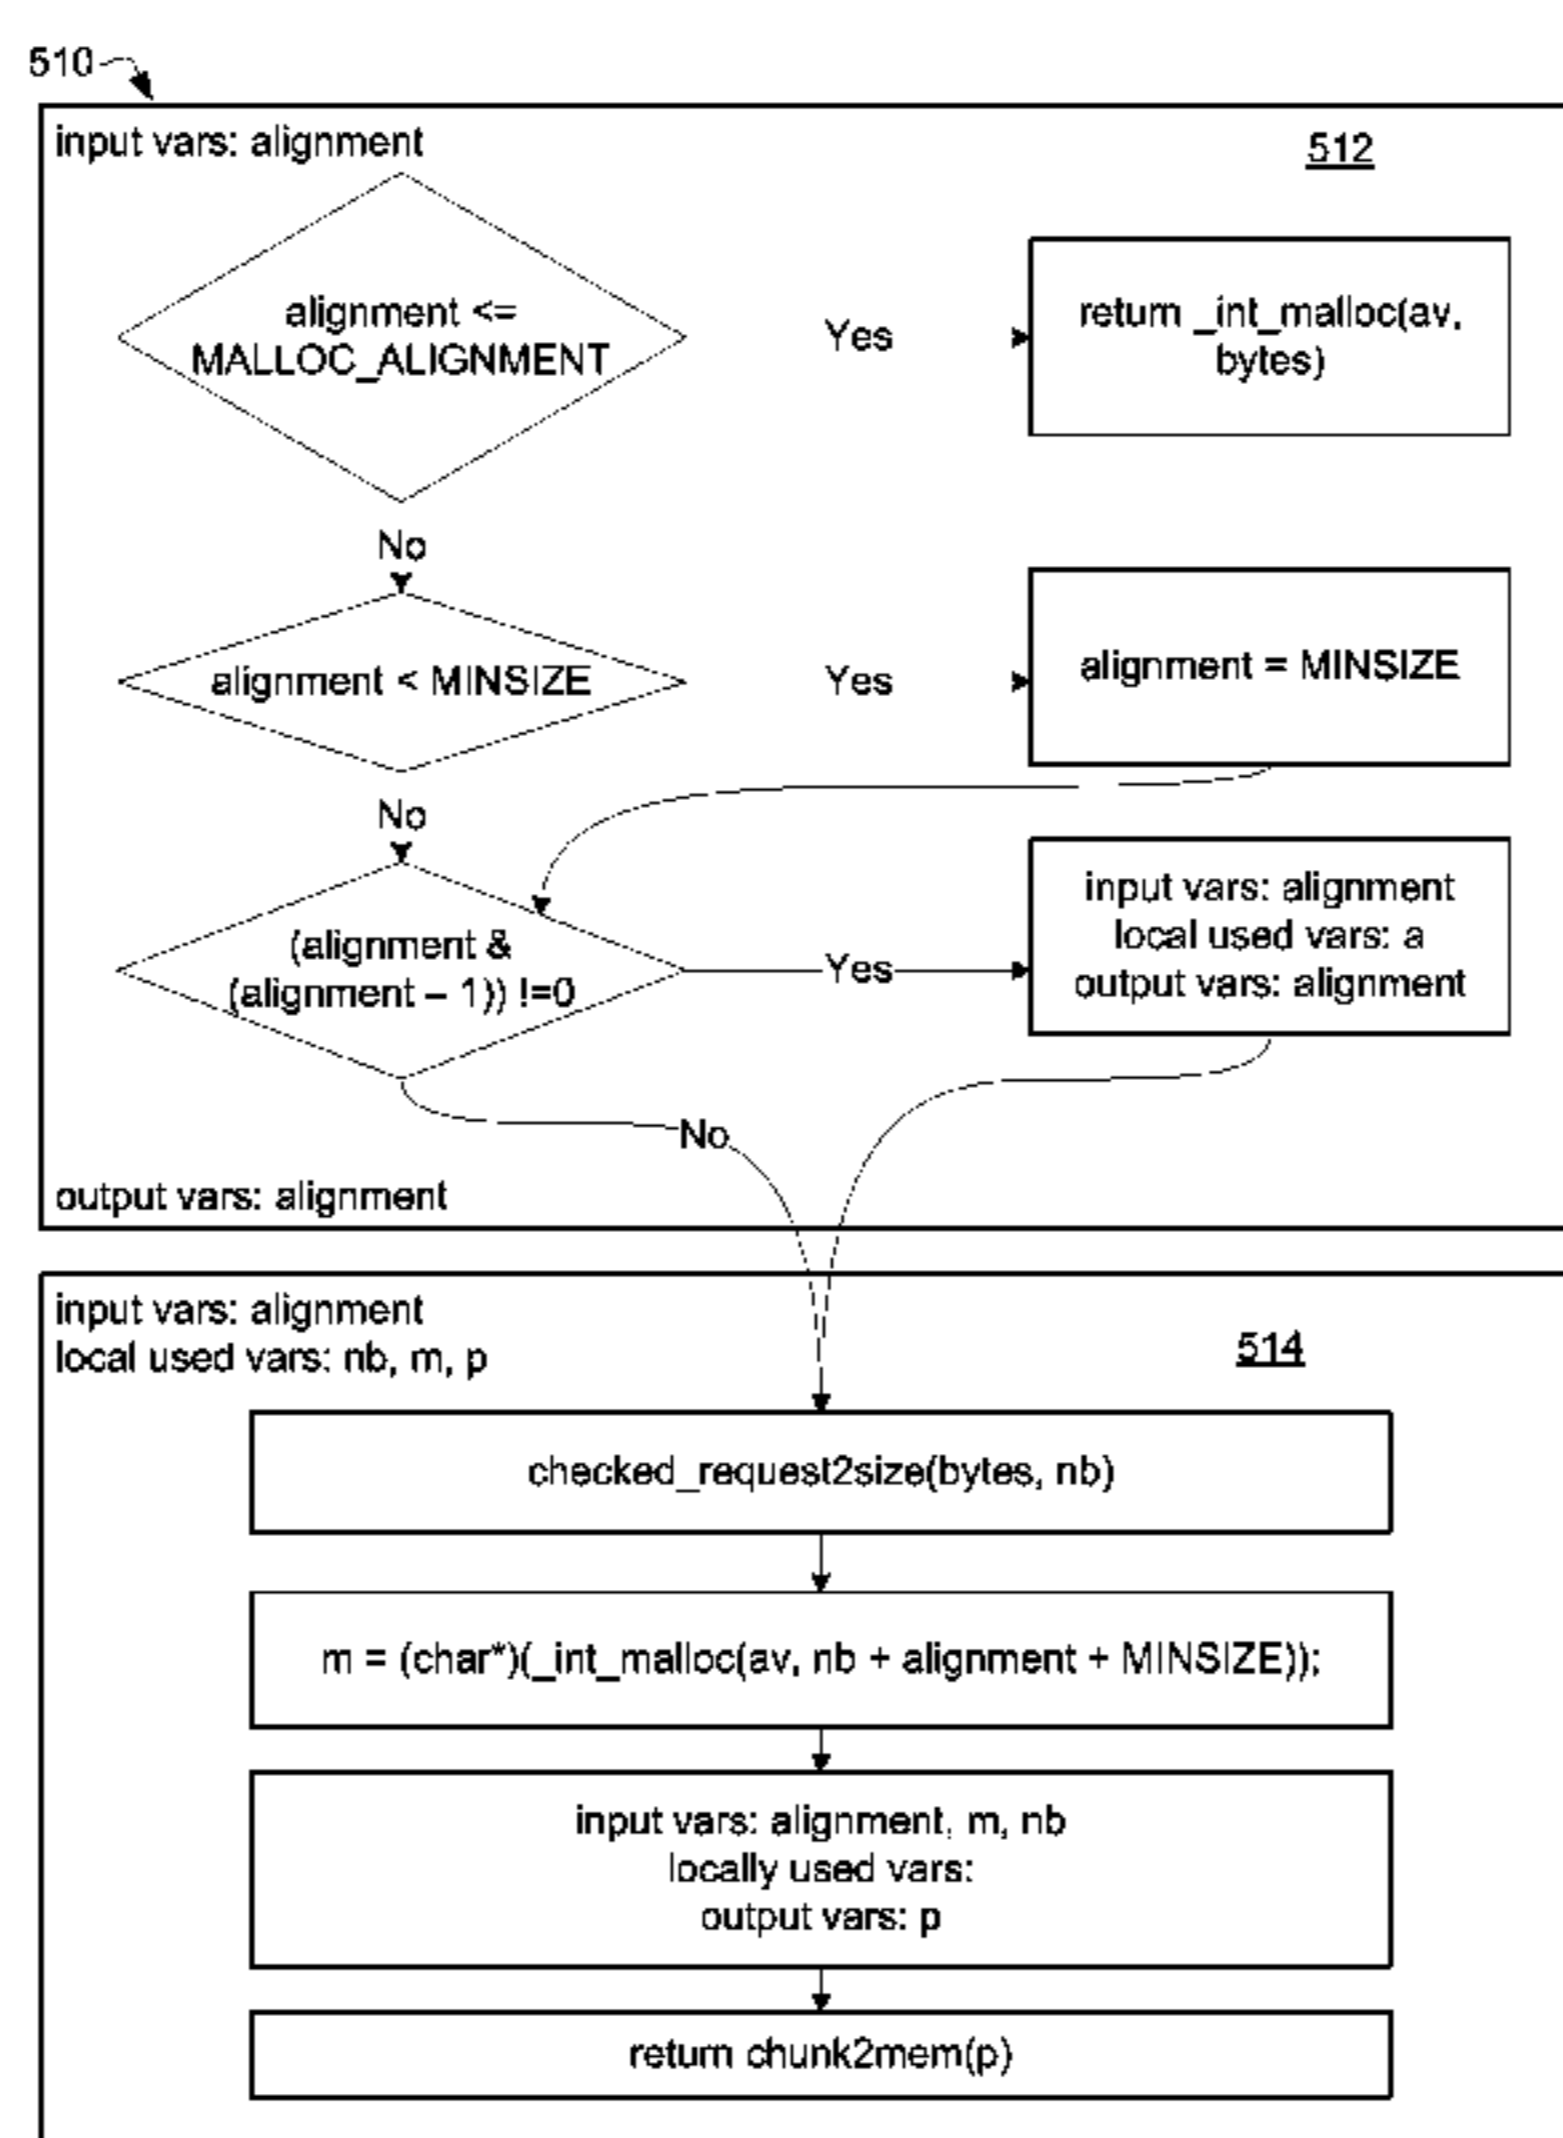 510
input vars: alignment
512
alignment <=
MALLOC_ALIGNMENT
Yes
return _int_malloc(av,
bytes)
No
alignment < MINSIZE
Yes
alignment = MINSIZE
No
(alignment &
(alignment – 1)) !=0
Yes
input vars: alignment
local used vars: a
output vars: alignment
No
output vars: alignment
input vars: alignment
local used vars: nb, m, p
514
checked_request2size(bytes, nb)
m = (char*)(_int_malloc(av, nb + alignment + MINSIZE));
input vars: alignment, m, nb
locally used vars:
output vars: p
return chunk2mem(p)